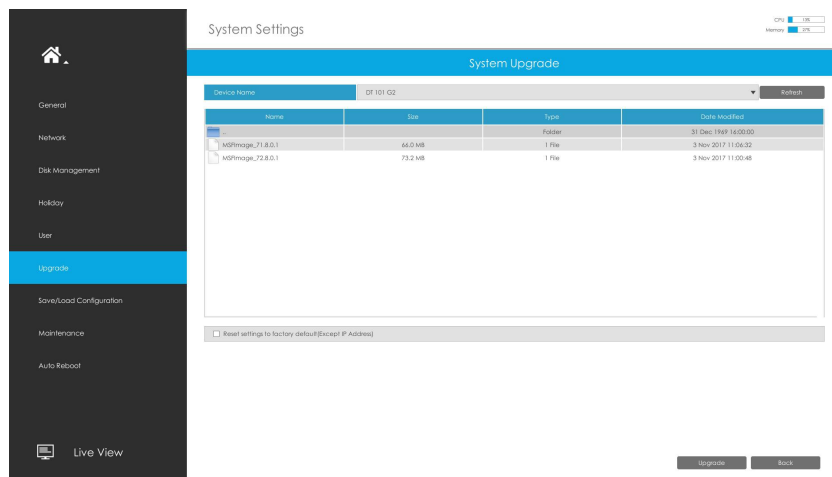 System Settings
CPU 13%
Memory 27%
System Upgrade
Device Name DT 101 G2 Refresh
Name Size Type Date Modified
.. Folder 31 Dec 1969 16:00:00
MSFImage_71.8.0.1 66.0 MB 1 File 3 Nov 2017 11:06:32
MSFImage_72.8.0.1 73.2 MB 1 File 3 Nov 2017 11:00:48
Reset settings to factory default(Except IP Address)
General
Network
Disk Management
Holiday
User
Upgrade
Save/Load Configuration
Maintenance
Auto Reboot
Live View
Upgrade Back